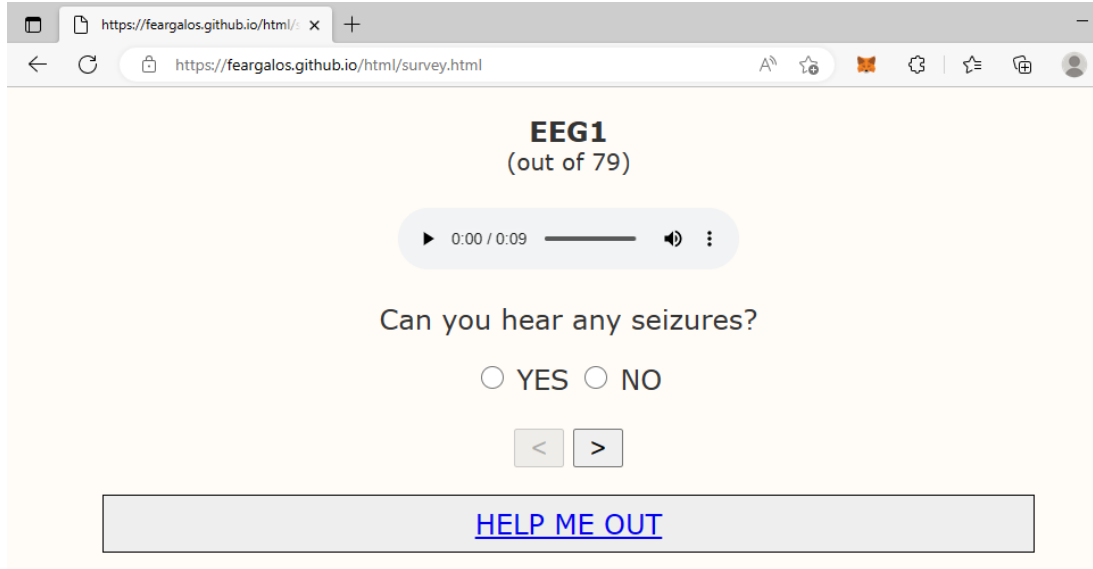 https://feargalos.github.io/html/s
https://feargalos.github.io/html/survey.html
EEG1
(out of 79)
0:00 / 0:09
Can you hear any seizures?
YES NO
< >
HELP ME OUT